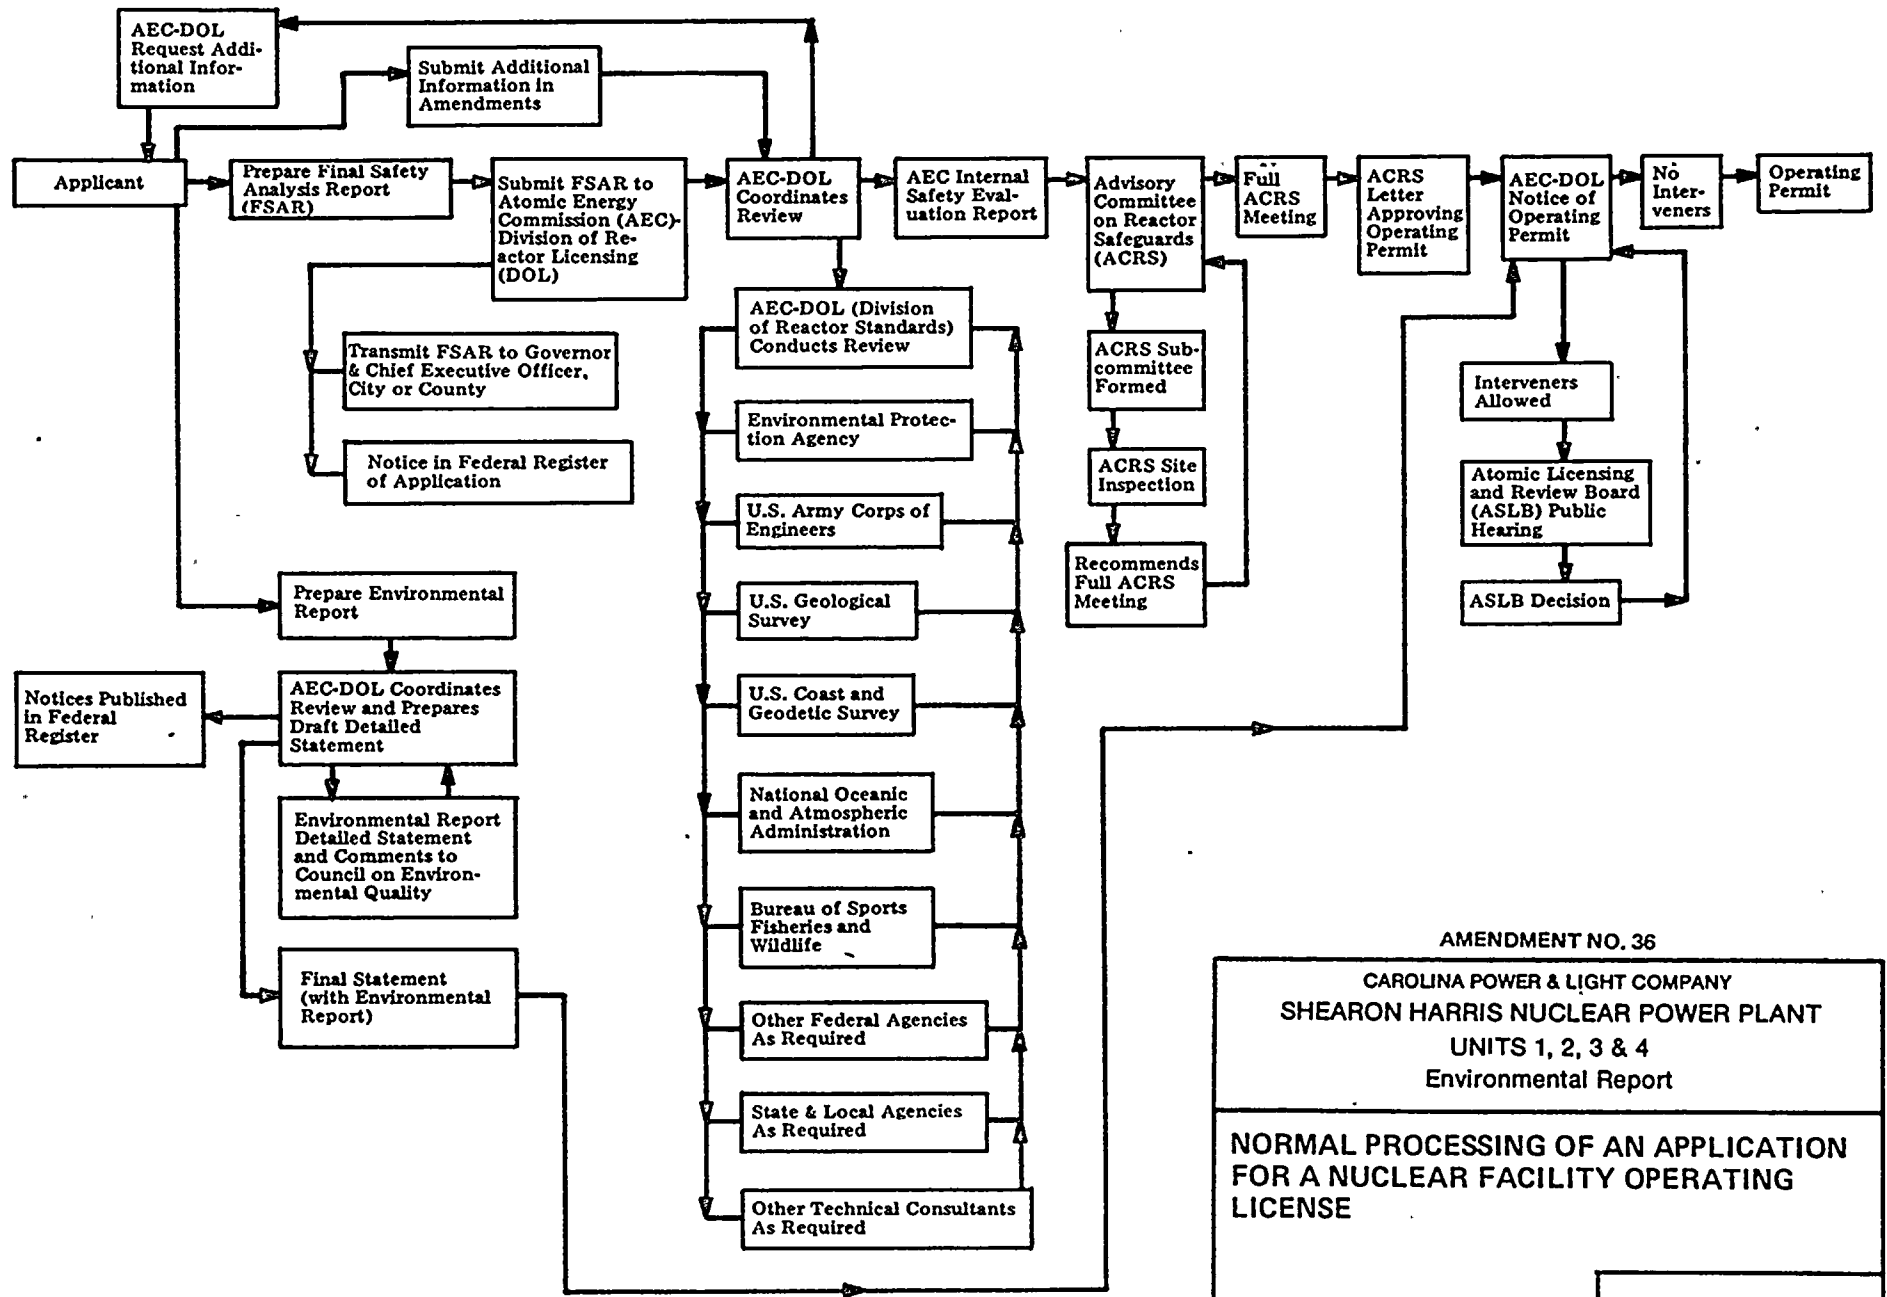 AEC-DOL
Request Addi-
tional Infor-
mation
Submit Additional
Information in
Amendments
Applicant
Prepare Final Safety
Analysis Report
(FSAR)
Submit FSAR to
Atomic Energy
Commission (AEC)-
Division of Re-
actor Licensing
(DOL)
AEC-DOL
Coordinates
Review
AEC Internal
Safety Eval-
uation Report
Advisory
Committee
on Reactor
Safeguards
(ACRS)
Full
ACRS
Meeting
ACRS
Letter
Approving
Operating
Permit
AEC-DOL
Notice of
Operating
Permit
No
Inter-
veners
Operating
Permit
Transmit FSAR to Governor
& Chief Executive Officer,
City or County
Notice in Federal Register
of Application
AEC-DOL (Division
of Reactor Standards)
Conducts Review
Environmental Protec-
tion Agency
U.S. Army Corps of
Engineers
U.S. Geological
Survey
U.S. Coast and
Geodetic Survey
National Oceanic
and Atmospheric
Administration
Bureau of Sports
Fisheries and
Wildlife
Other Federal Agencies
As Required
State & Local Agencies
As Required
Other Technical Consultants
As Required
ACRS Sub-
committee
Formed
ACRS Site
Inspection
Recommends
Full ACRS
Meeting
Interveners
Allowed
Atomic Licensing
and Review Board
(ASLB) Public
Hearing
ASLB Decision
Prepare Environmental
Report
AEC-DOL Coordinates
Review and Prepares
Draft Detailed
Statement
Notices Published
in Federal
Register
Environmental Report
Detailed Statement
and Comments to
Council on Environ-
mental Quality
Final Statement
(with Environmental
Report)
AMENDMENT NO. 36
CAROLINA POWER & LIGHT COMPANY
SHEARON HARRIS NUCLEAR POWER PLANT
UNITS 1, 2, 3 & 4
Environmental Report
NORMAL PROCESSING OF AN APPLICATION
FOR A NUCLEAR FACILITY OPERATING
LICENSE